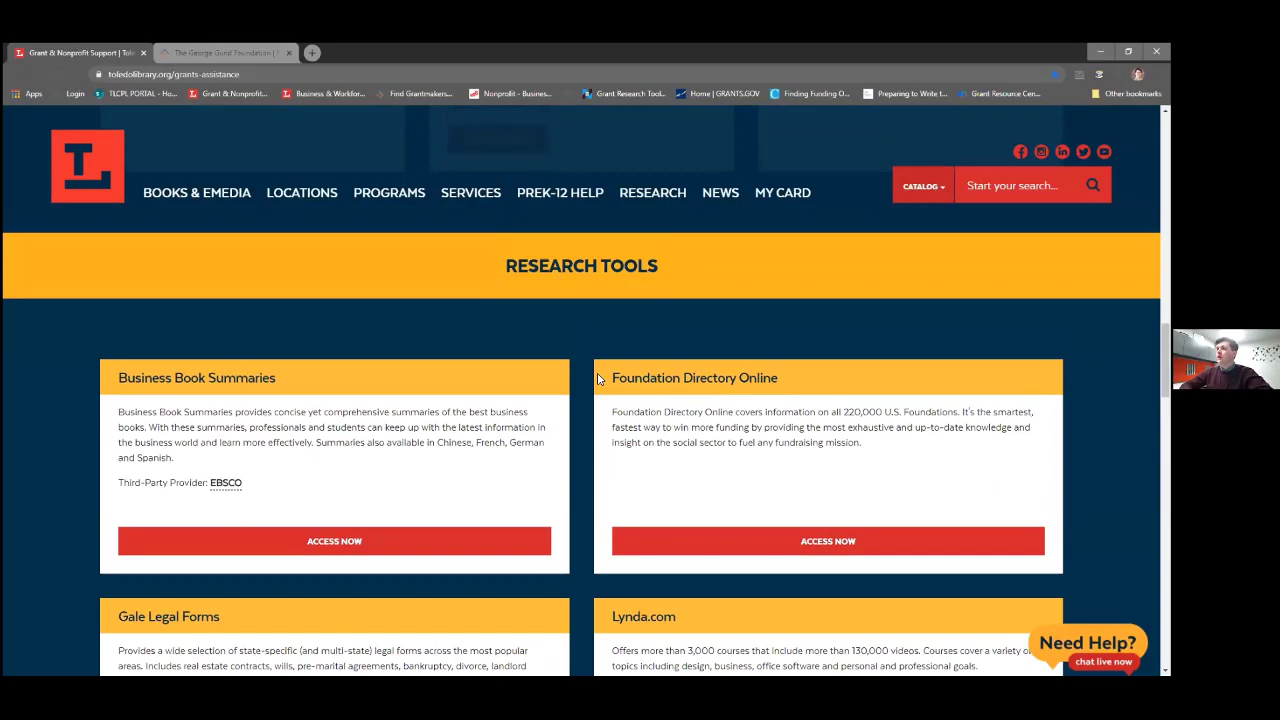 Grant & Nonprofit Support | Tole
The George Gund Foundation |
toledolibrary.org/grants-assistance
Apps Login TLCPL PORTAL - Ho... Grant & Nonprofit... Business & Workfor... Find Grantmakers... Nonprofit - Busines... Grant Research Tool... Home | GRANTS.GOV Finding Funding O... Preparing to Write t... Grant Resource Cen... Other bookmarks
TL
BOOKS & EMEDIA LOCATIONS PROGRAMS SERVICES PREK-12 HELP RESEARCH NEWS MY CARD
CATALOG Start your search...
RESEARCH TOOLS
Business Book Summaries
Business Book Summaries provides concise yet comprehensive summaries of the best business
books. With these summaries, professionals and students can keep up with the latest information in
the business world and learn more effectively. Summaries also available in Chinese, French, German
and Spanish.
Third-Party Provider: EBSCO
ACCESS NOW
Foundation Directory Online
Foundation Directory Online covers information on all 220,000 U.S. Foundations. It's the smartest,
fastest way to win more funding by providing the most exhaustive and up-to-date knowledge and
insight on the social sector to fuel any fundraising mission.
ACCESS NOW
Gale Legal Forms
Provides a wide selection of state-specific (and multi-state) legal forms across the most popular
areas. Includes real estate contracts, wills, pre-marital agreements, bankruptcy, divorce, landlord
Lynda.com
Offers more than 3,000 courses that include more than 130,000 videos. Courses cover a variety o
topics including design, business, office software and personal and professional goals.
Need Help?
chat live now